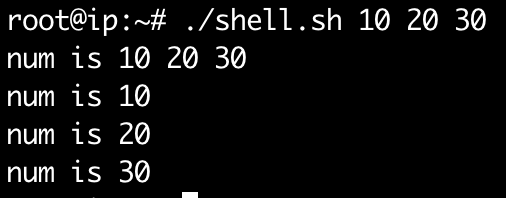 root@ip:~# ./shell.sh 10 20 30
num is 10 20 30
num is 10
num is 20
num is 30